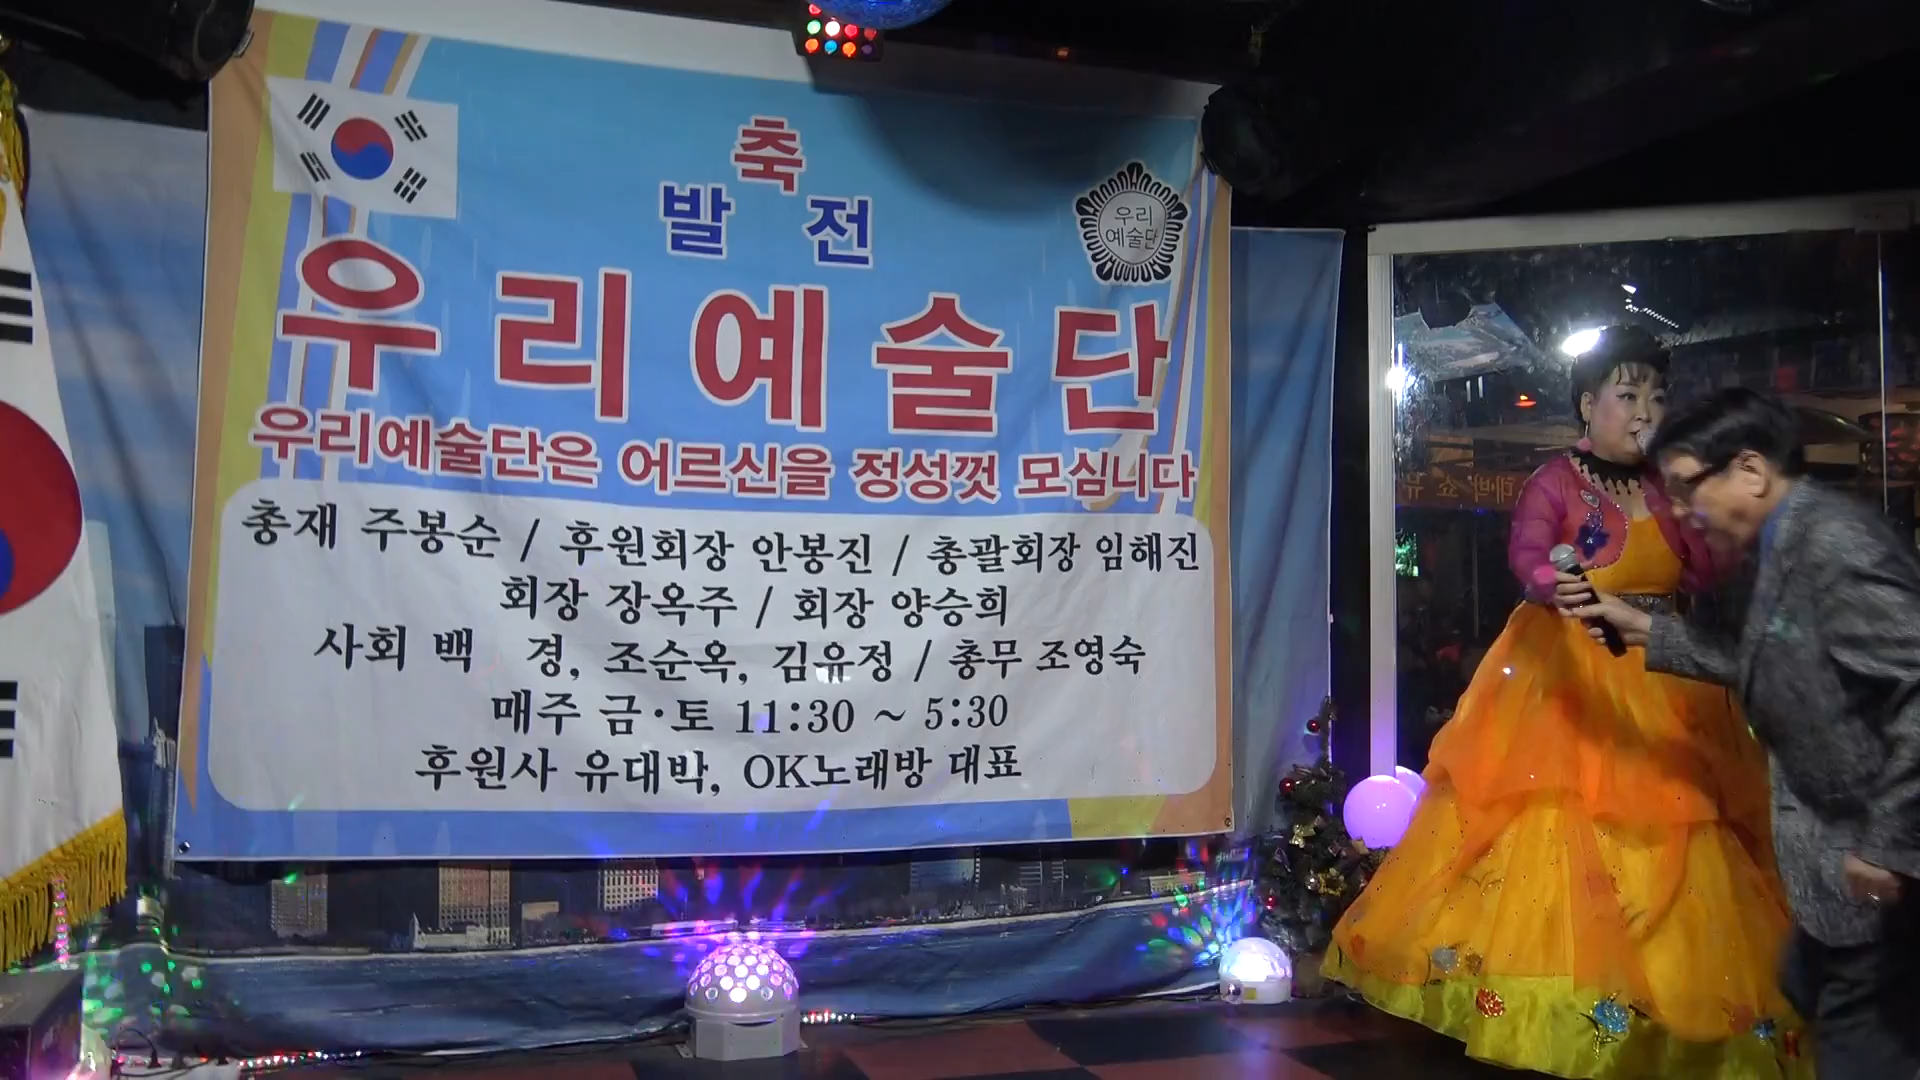 축
발 전
우리
예술단
우리예술단
우리예술단은 어르신을 정성껏 모십니다
총재 주봉순 / 후원회장 안봉진 / 총괄회장 임해진
회장 장옥주 / 회장 양승희
사회 백 경, 조순옥, 김유정 / 총무 조영숙
매주 금·토 11:30 ~ 5:30
후원사 유대박, OK노래방 대표